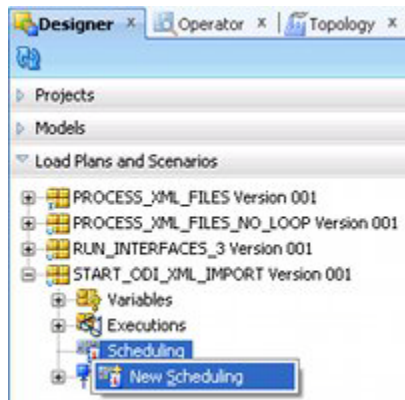 Designer Operator Topology
Projects
Models
Load Plans and Scenarios
PROCESS_XML_FILES Version 001
PROCESS_XML_FILES_NO_LOOP Version 001
RUN_INTERFACES_3 Version 001
START_ODI_XML_IMPORT Version 001
Variables
Executions
Scheduling
New Scheduling